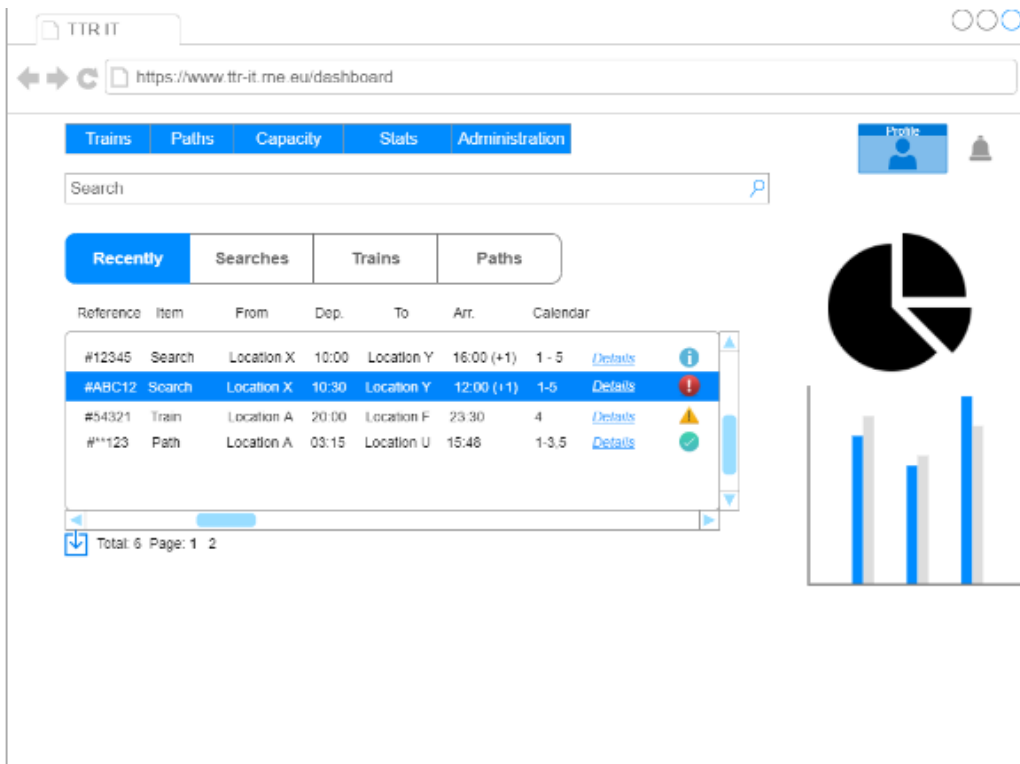 TTR IT
https://www.ttr-it.rne.eu/dashboard
Trains Paths Capacity Stats Administration
Profile
Search
Recently Searches Trains Paths
Reference Item From Dep. To Arr. Calendar
#12345 Search Location X 10:00 Location Y 16:00 (+1) 1 - 5 Details
#ABC12 Search Location X 10:30 Location Y 12:00 (+1) 1-5 Details
#54321 Train Location A 20:00 Location F 23:30 4 Details
#**123 Path Location A 03:15 Location U 15:48 1-3,5 Details
Total: 6 Page: 1 2